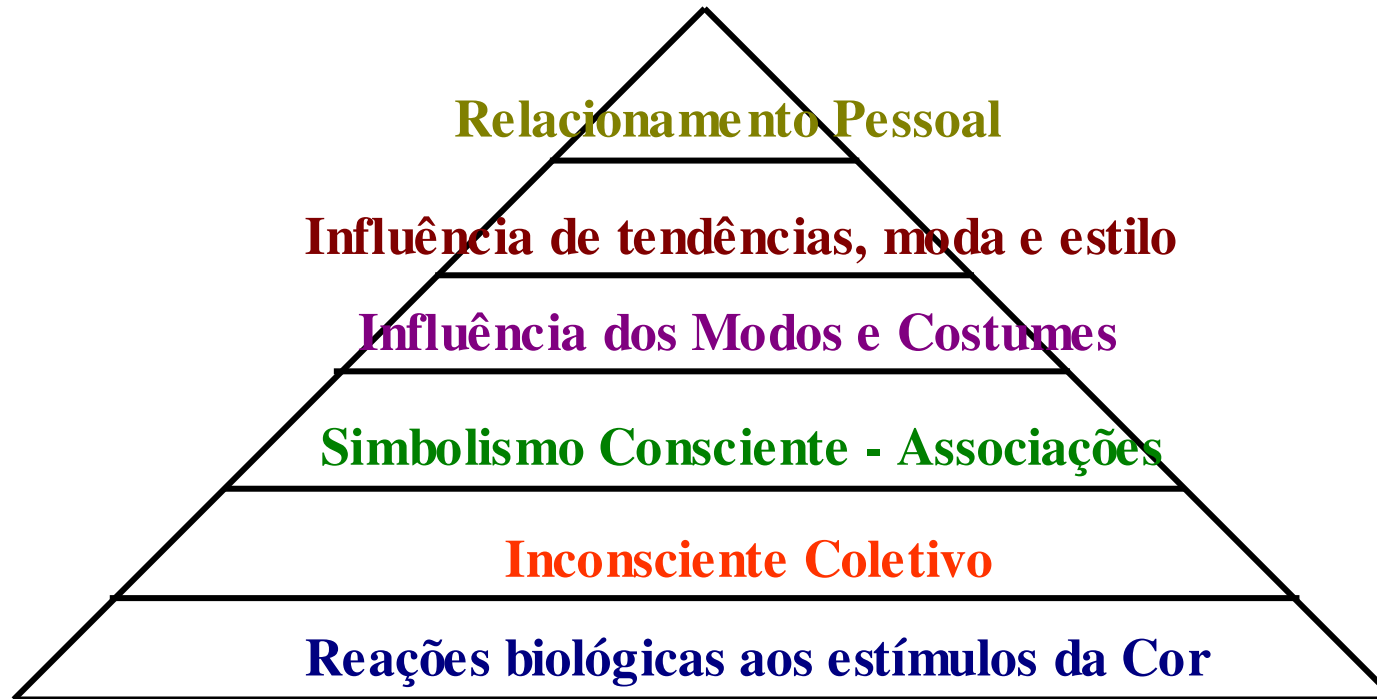 Relacionamento Pessoal
Influência de tendências, moda e estilo
Influência dos Modos e Costumes
Simbolismo Consciente - Associações
Inconsciente Coletivo
Reações biológicas aos estímulos da Cor